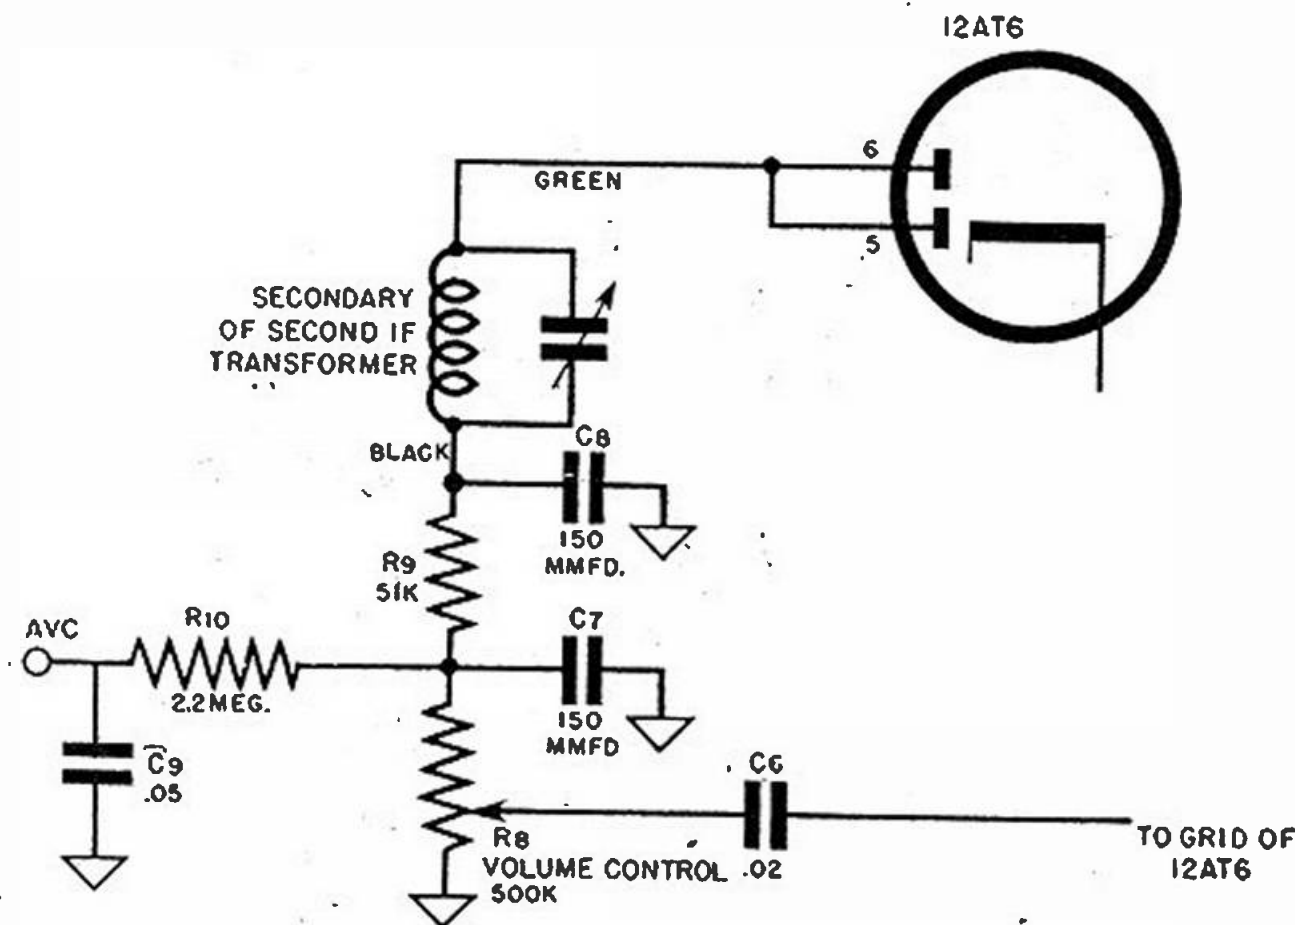 12AT6
6
GREEN
5
SECONDARY
OF SECOND IF
TRANSFORMER
BLACK
C8
150
MMFD.
R9
51K
C7
150
MMFD
AVC
R10
2.2MEG.
C9
.05
C6
.02
R8
VOLUME CONTROL
500K
TO GRID OF
12AT6